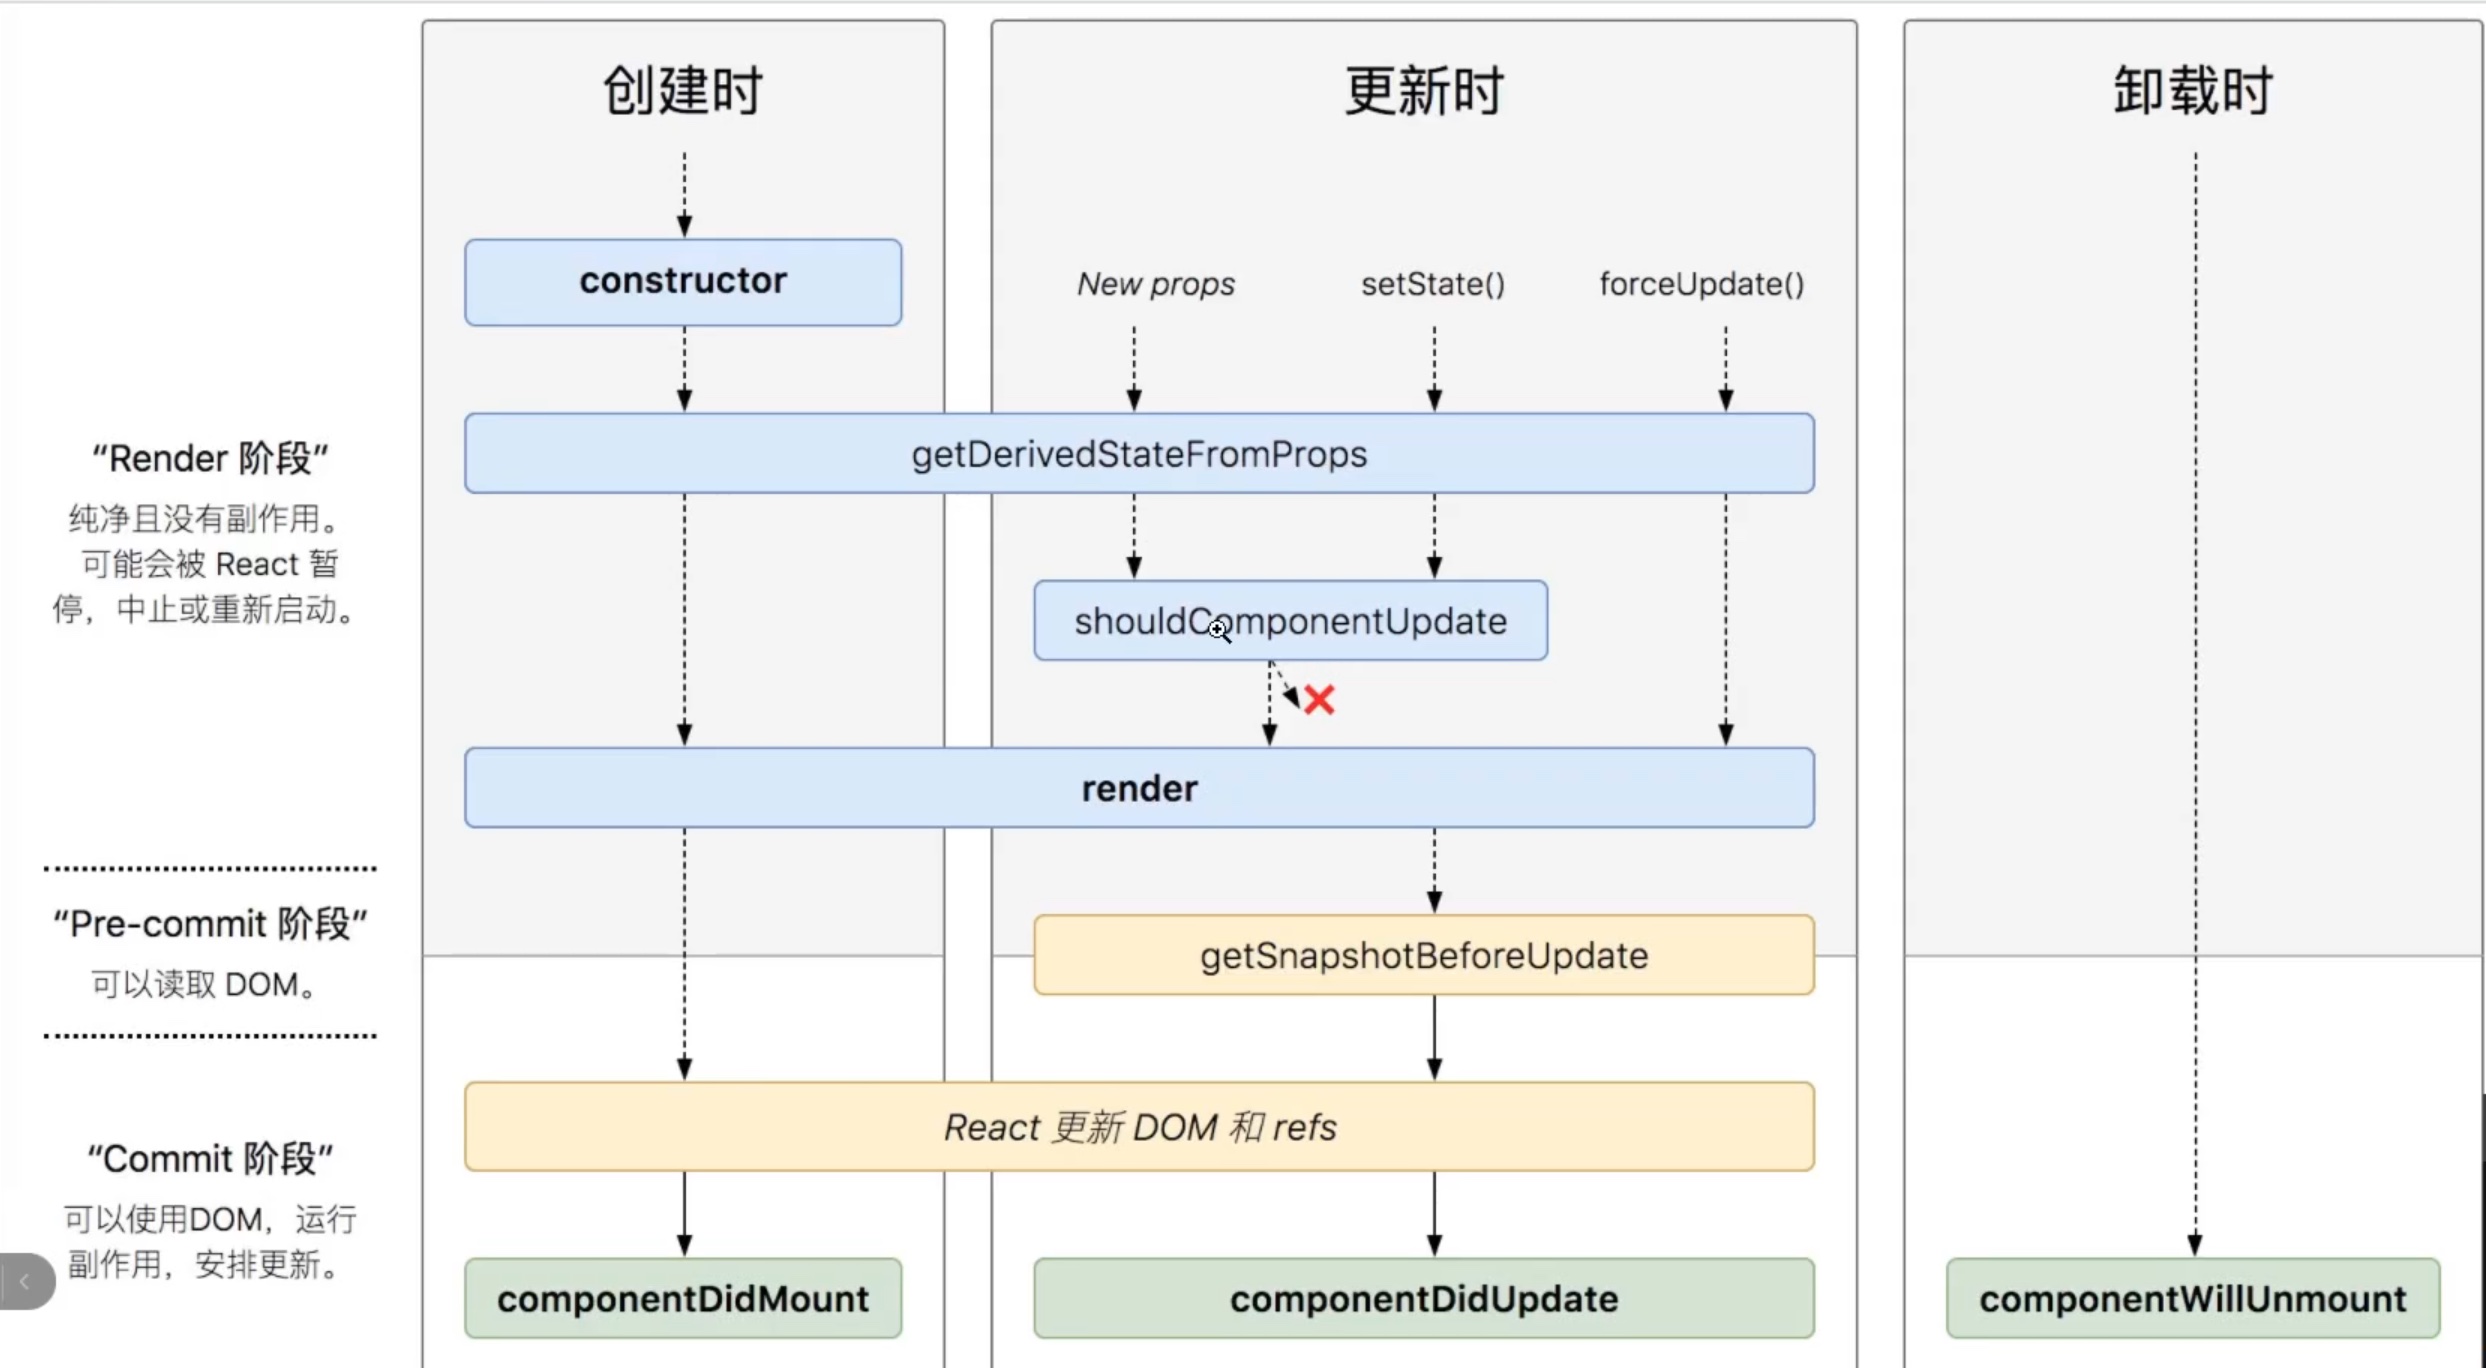 创建时
更新时
卸载时
constructor
New props
setState()
forceUpdate()
“Render 阶段”
纯净且没有副作用。
可能会被 React 暂
停，中止或重新启动。
getDerivedStateFromProps
shouldComponentUpdate
render
“Pre-commit 阶段”
可以读取 DOM。
getSnapshotBeforeUpdate
“Commit 阶段”
可以使用DOM，运行
副作用，安排更新。
React 更新 DOM 和 refs
componentDidMount
componentDidUpdate
componentWillUnmount